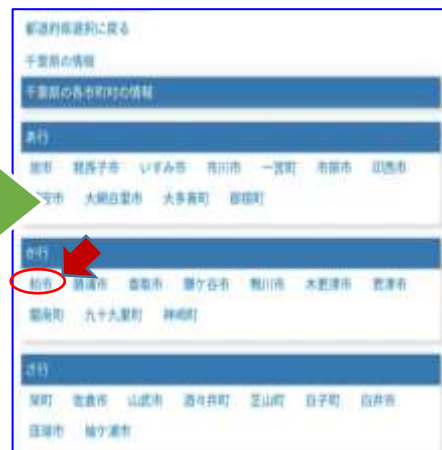 都道府県選択に戻る
千葉県の情報
千葉県の各市町村の情報
あ行
旭市 我孫子市 いすみ市 市川市 一宮町 市原市 印西市
安市 大網白里市 大多喜町 御宿町
か行
柏市 勝浦市 香取市 鎌ケ谷市 鴨川市 木更津市 君津市
鋸南町 九十九里町 神崎町
さ行
栄町 佐倉市 山武市 酒々井町 芝山町 白子町 白井市
匝瑳市 袖ケ浦市